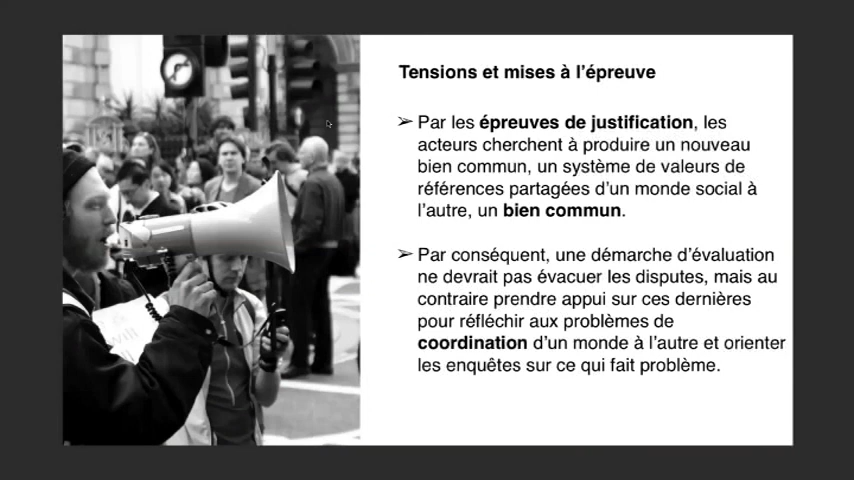 Tensions et mises à l’épreuve
➢ Par les épreuves de justification, les
acteurs cherchent à produire un nouveau
bien commun, un système de valeurs de
références partagées d’un monde social à
l’autre, un bien commun.
➢ Par conséquent, une démarche d’évaluation
ne devrait pas évacuer les disputes, mais au
contraire prendre appui sur ces dernières
pour réfléchir aux problèmes de
coordination d’un monde à l’autre et orienter
les enquêtes sur ce qui fait problème.
will